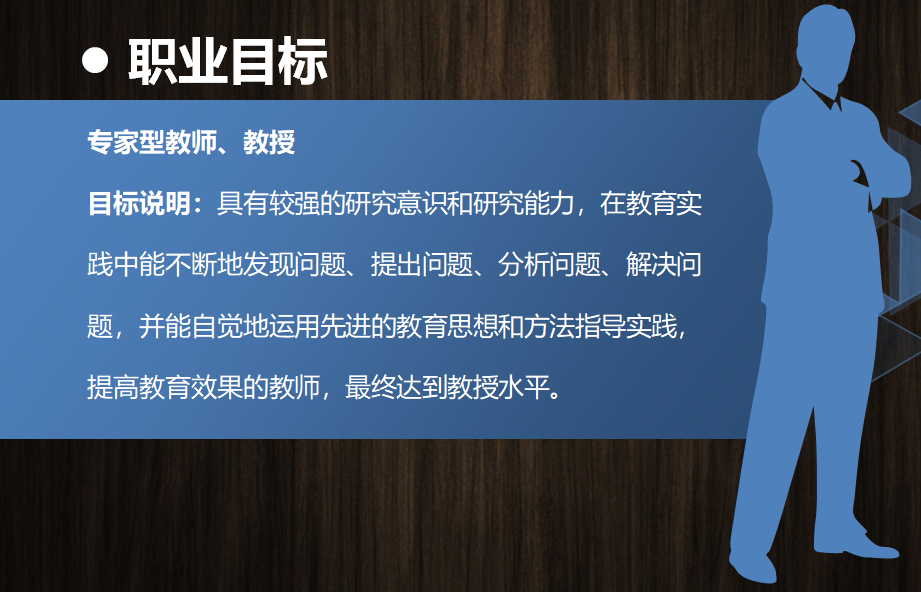 ● 职业目标
专家型教师、教授
目标说明：具有较强的研究意识和研究能力，在教育实
践中能不断地发现问题、提出问题、分析问题、解决问
题，并能自觉地运用先进的教育思想和方法指导实践，
提高教育效果的教师，最终达到教授水平。